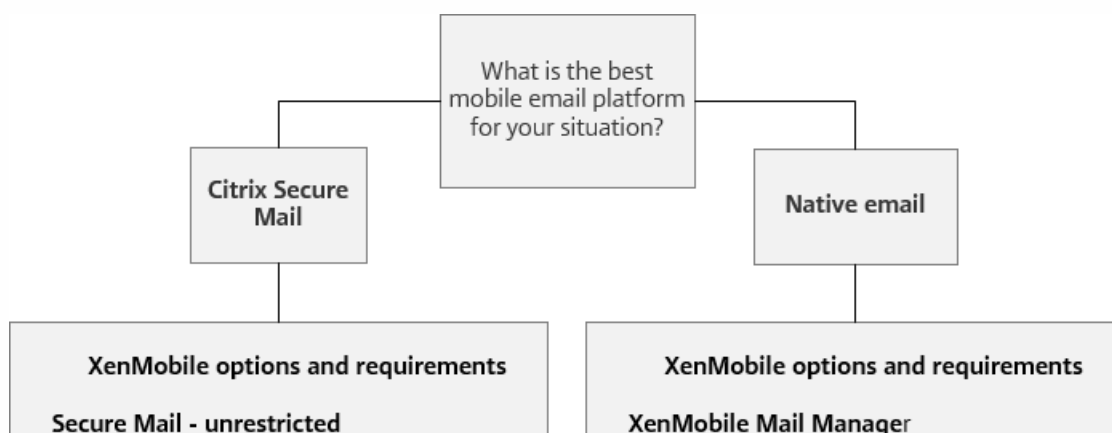 What is the best
mobile email platform
for your situation?
Citrix Secure
Mail
Native email
XenMobile options and requirements
Secure Mail - unrestricted
XenMobile options and requirements
XenMobile Mail Manager